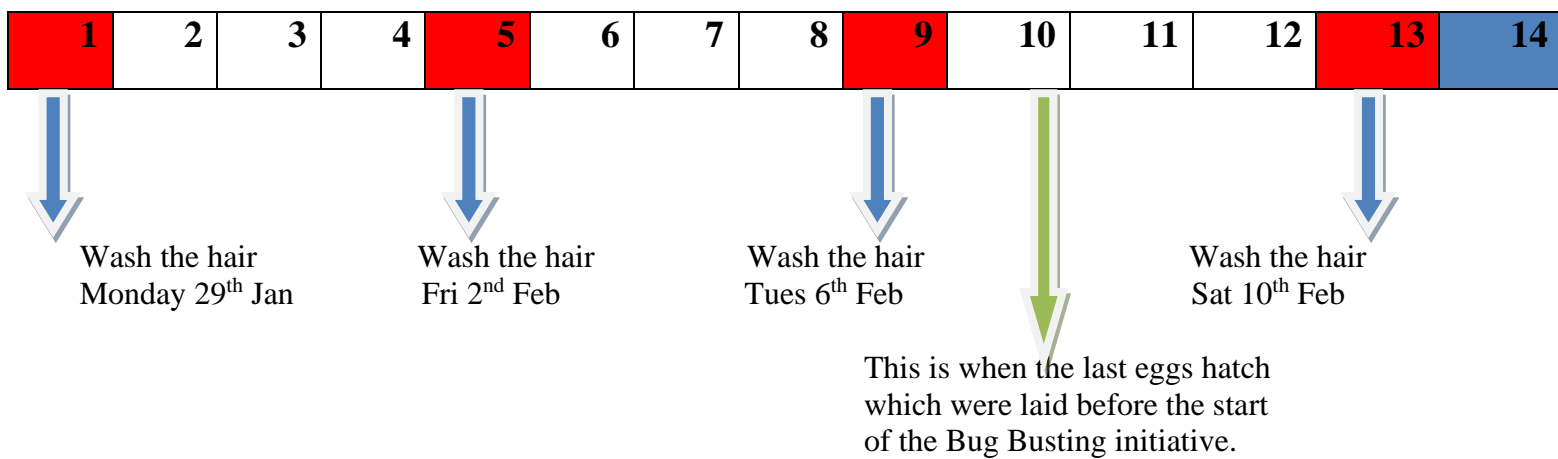 1 2 3 4 5 6 7 8 9 10 11 12 13 14
Wash the hair
Monday 29th Jan
Wash the hair
Fri 2nd Feb
Wash the hair
Tues 6th Feb
Wash the hair
Sat 10th Feb
This is when the last eggs hatch
which were laid before the start
of the Bug Busting initiative.